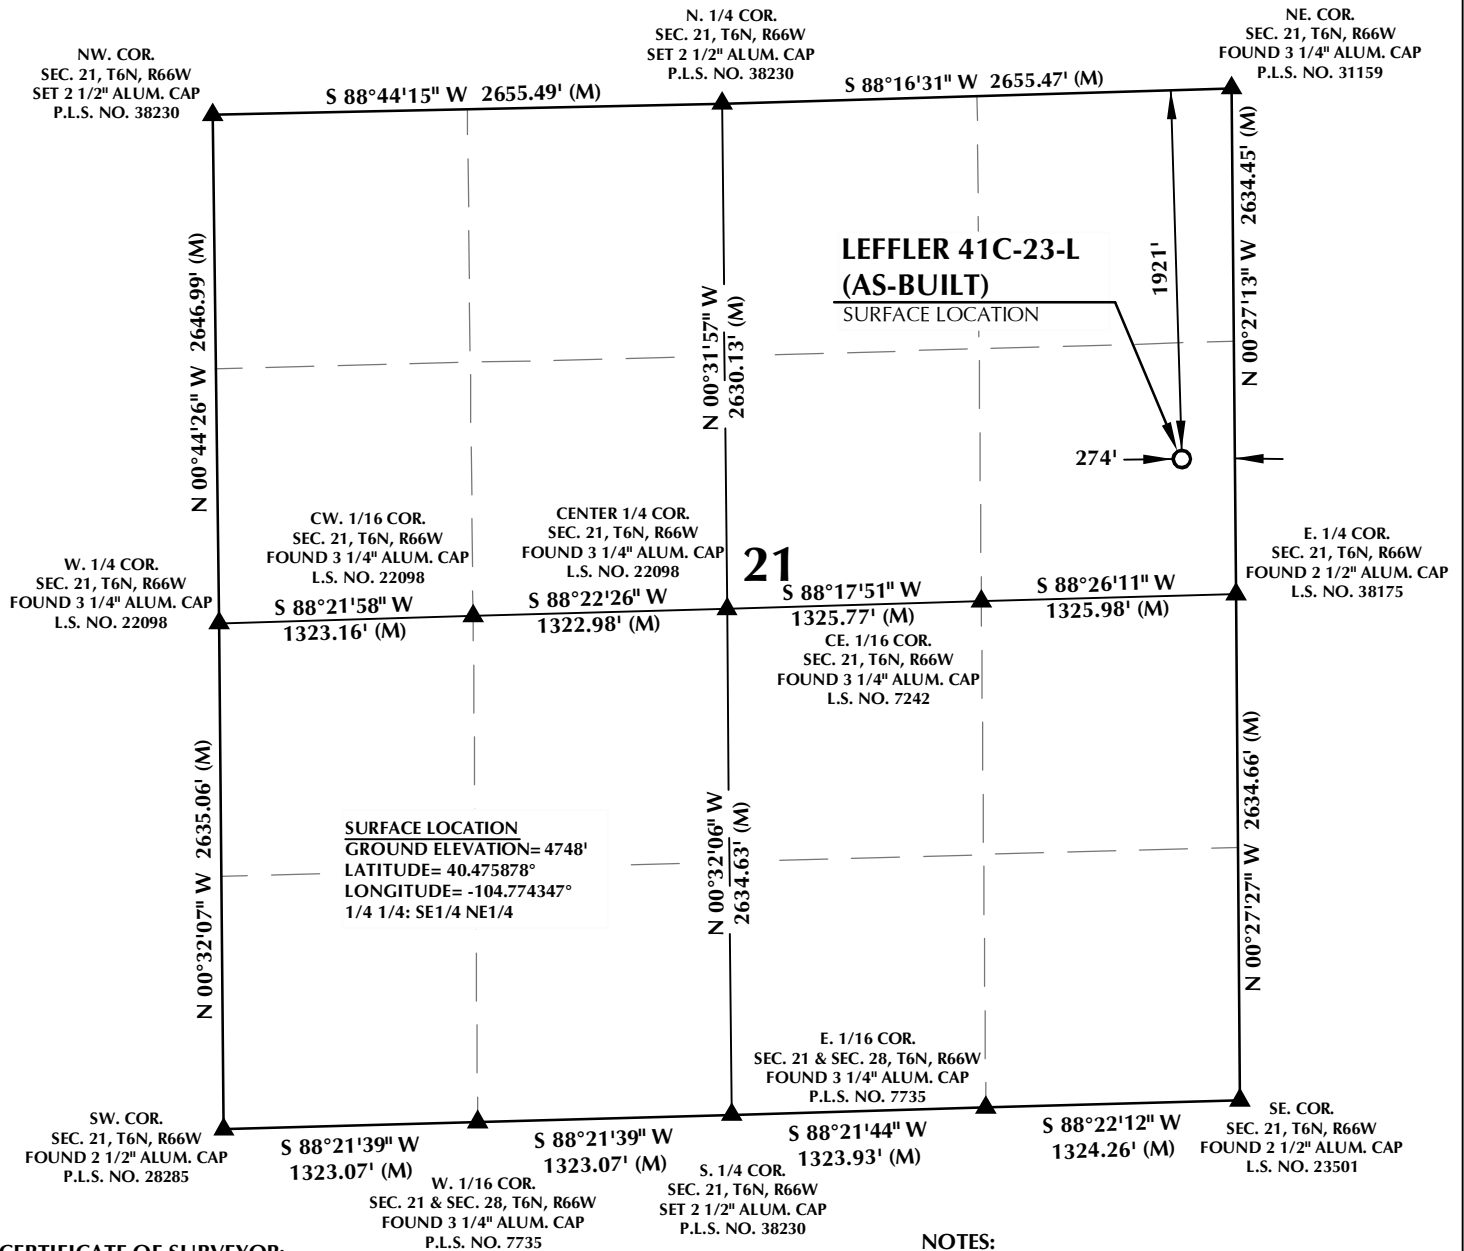 N. 1/4 COR.
SEC. 21, T6N, R66W
SET 2 1/2" ALUM. CAP
P.L.S. NO. 38230
NE. COR.
SEC. 21, T6N, R66W
FOUND 3 1/4" ALUM. CAP
P.L.S. NO. 31159
NW. COR.
SEC. 21, T6N, R66W
SET 2 1/2" ALUM. CAP
P.L.S. NO. 38230
S 88°44'15" W 2655.49' (M)
S 88°16'31" W 2655.47' (M)
N 00°44'26" W 2646.99' (M)
N 00°31'57" W
2630.13' (M)
LEFFLER 41C-23-L
(AS-BUILT)
SURFACE LOCATION
1921'
N 00°27'13" W 2634.45' (M)
274'
W. 1/4 COR.
SEC. 21, T6N, R66W
FOUND 3 1/4" ALUM. CAP
L.S. NO. 22098
CW. 1/16 COR.
SEC. 21, T6N, R66W
FOUND 3 1/4" ALUM. CAP
L.S. NO. 22098
CENTER 1/4 COR.
SEC. 21, T6N, R66W
FOUND 3 1/4" ALUM. CAP
L.S. NO. 22098
21
E. 1/4 COR.
SEC. 21, T6N, R66W
FOUND 2 1/2" ALUM. CAP
L.S. NO. 38175
S 88°21'58" W
1323.16' (M)
S 88°22'26" W
1322.98' (M)
S 88°17'51" W
1325.77' (M)
S 88°26'11" W
1325.98' (M)
CE. 1/16 COR.
SEC. 21, T6N, R66W
FOUND 3 1/4" ALUM. CAP
L.S. NO. 7242
N 00°32'07" W 2635.06' (M)
SURFACE LOCATION
GROUND ELEVATION= 4748'
LATITUDE= 40.475878°
LONGITUDE= -104.774347°
1/4 1/4: SE1/4 NE1/4
N 00°32'06" W
2634.63' (M)
N 00°27'27" W 2634.66' (M)
E. 1/16 COR.
SEC. 21 & SEC. 28, T6N, R66W
FOUND 3 1/4" ALUM. CAP
P.L.S. NO. 7735
SW. COR.
SEC. 21, T6N, R66W
FOUND 2 1/2" ALUM. CAP
P.L.S. NO. 28285
S 88°21'39" W
1323.07' (M)
S 88°21'39" W
1323.07' (M)
S 88°21'44" W
1323.93' (M)
S 88°22'12" W
1324.26' (M)
SE. COR.
SEC. 21, T6N, R66W
FOUND 2 1/2" ALUM. CAP
L.S. NO. 23501
W. 1/16 COR.
SEC. 21 & SEC. 28, T6N, R66W
FOUND 3 1/4" ALUM. CAP
P.L.S. NO. 7735
S. 1/4 COR.
SEC. 21, T6N, R66W
SET 2 1/2" ALUM. CAP
P.L.S. NO. 38230
CERTIFICATE OF SURVEYOR:
NOTES: